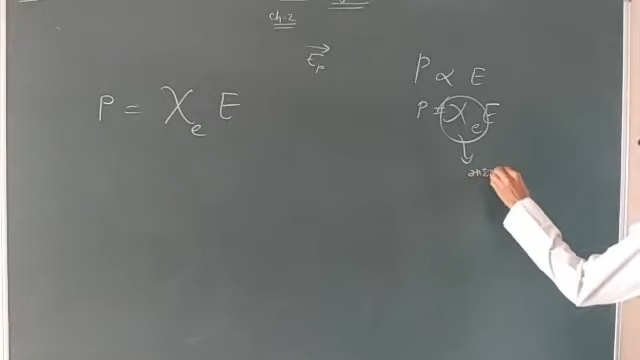 ch-2
E⃗ₚ
P ∝ E
P = χₑ E
P = χₑ E